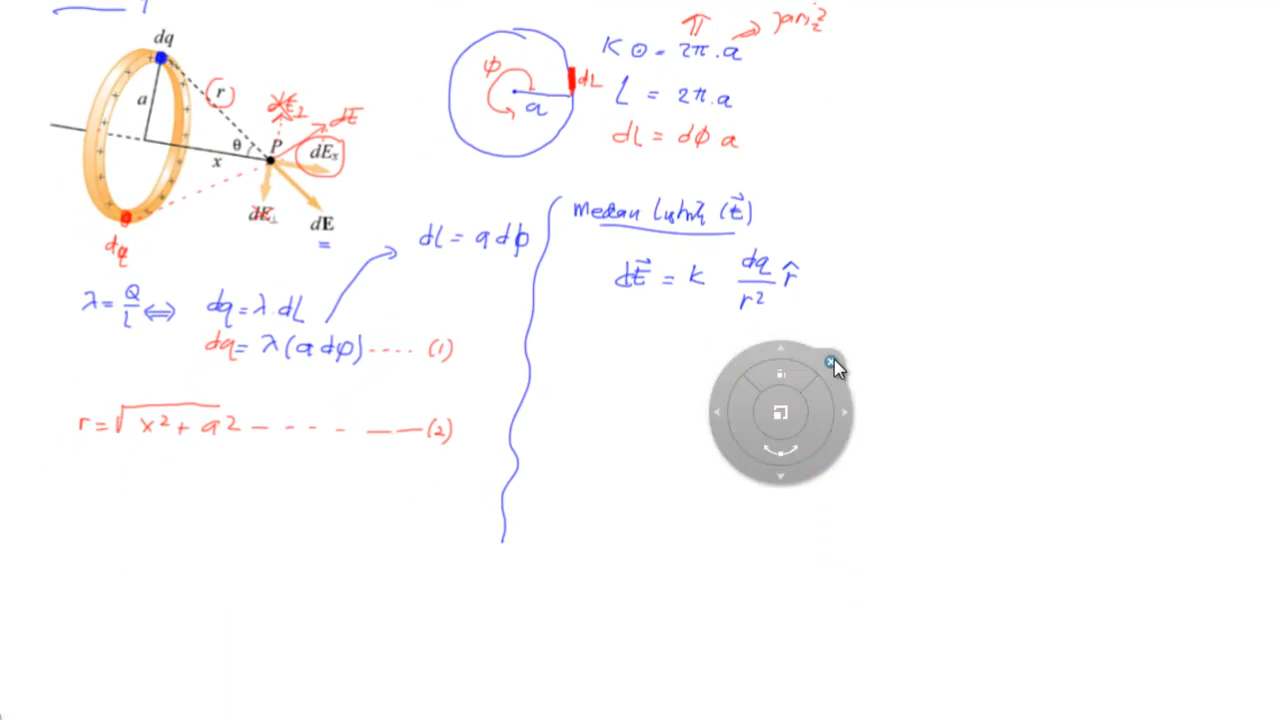 dq
a
r
θ
x
P
dE⊥
dE
dEx
dE⊥
dE
=
dq
φ
a
dL
π
K ⊙ = 2π.a
L = 2π.a
dL = dφ a
dL = a dφ
λ = Q/L ⇔ dq = λ.dL
dq = λ(a dφ) .... (1)
r = √x² + a2 — - - - — (2)
Medan listrik (E⃗)
dE⃗ = k dq/r² r̂